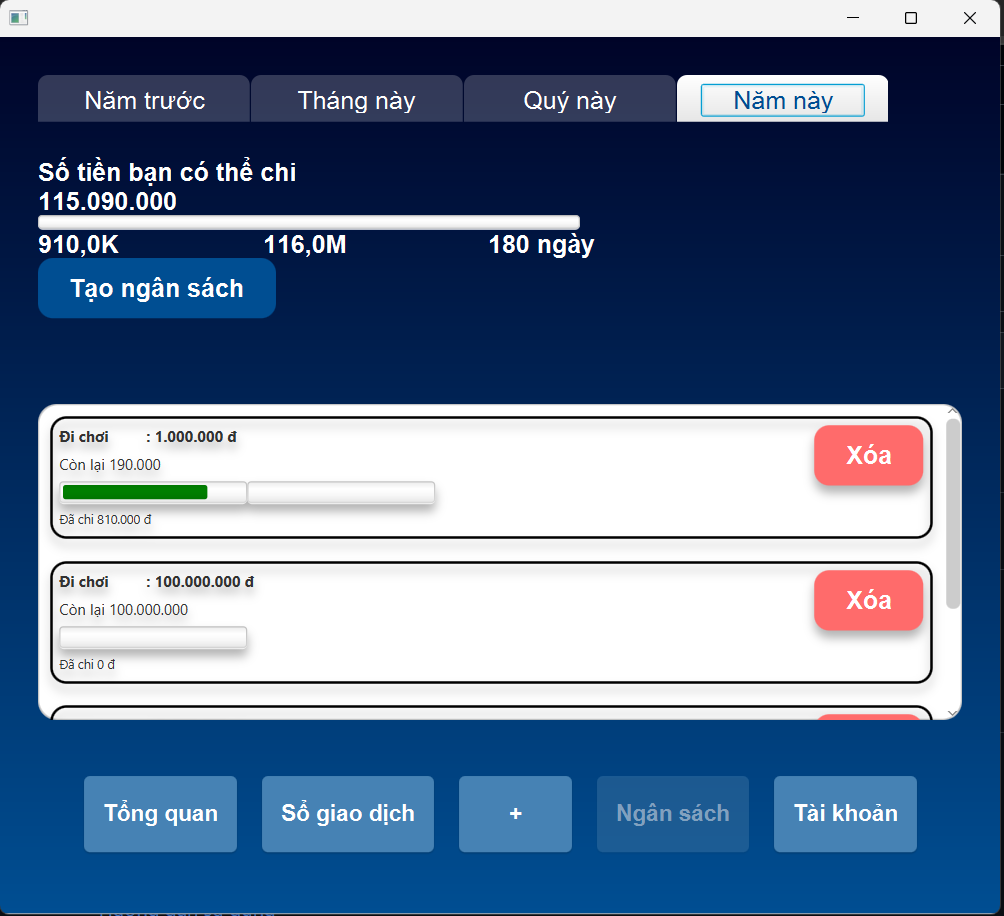 Năm trước Tháng này Quý này Năm này
Số tiền bạn có thể chi
115.090.000
910,0K 116,0M 180 ngày
Tạo ngân sách
Đi chơi : 1.000.000 đ
Xóa
Còn lại 190.000
Đã chi 810.000 đ
Đi chơi : 100.000.000 đ
Xóa
Còn lại 100.000.000
Đã chi 0 đ
Tổng quan Sổ giao dịch + Ngân sách Tài khoản